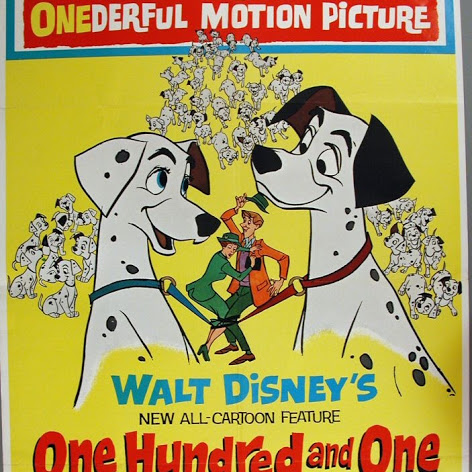 ONEDERFUL MOTION PICTURE
WALT DISNEY'S
NEW ALL-CARTOON FEATURE
One Hundred and One